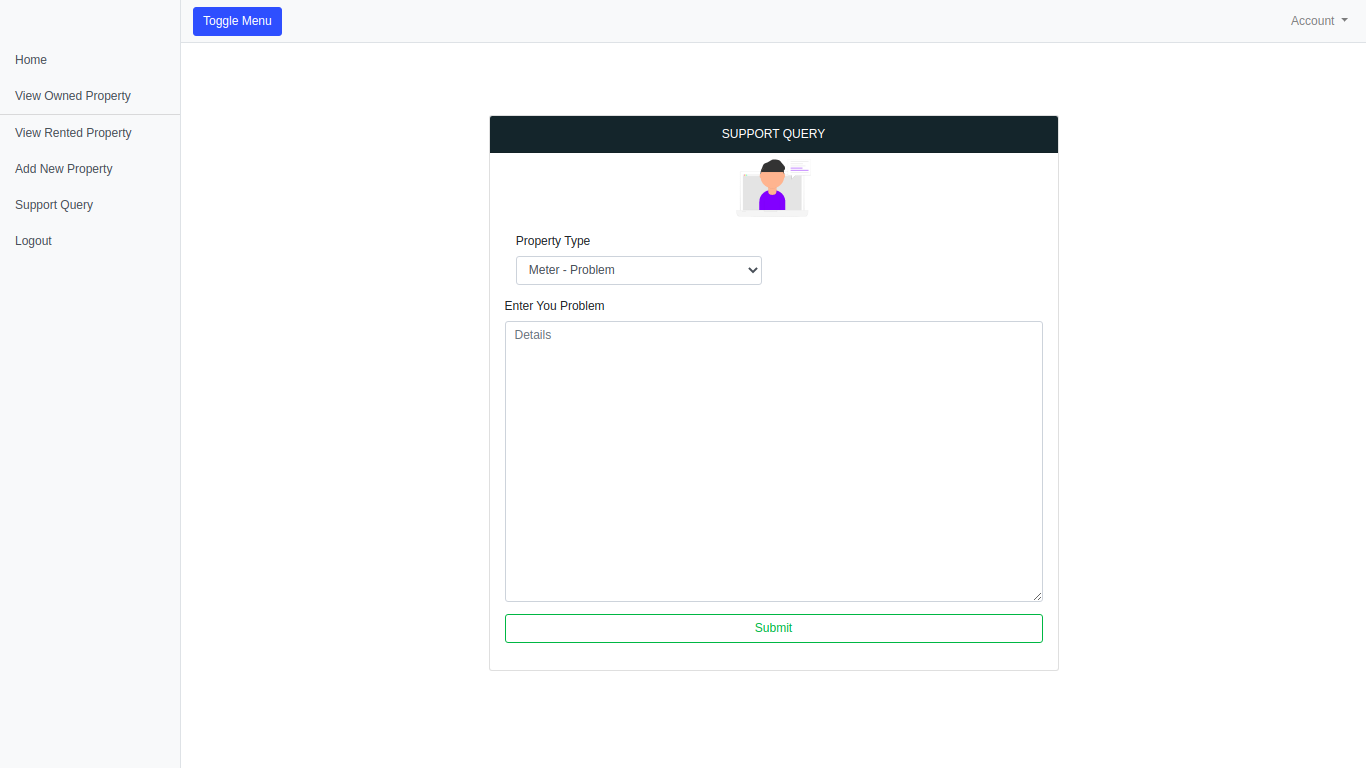 Toggle Menu
Account
Home
View Owned Property
View Rented Property
Add New Property
Support Query
Logout
SUPPORT QUERY
Property Type
Meter - Problem
Enter You Problem
Details
Submit